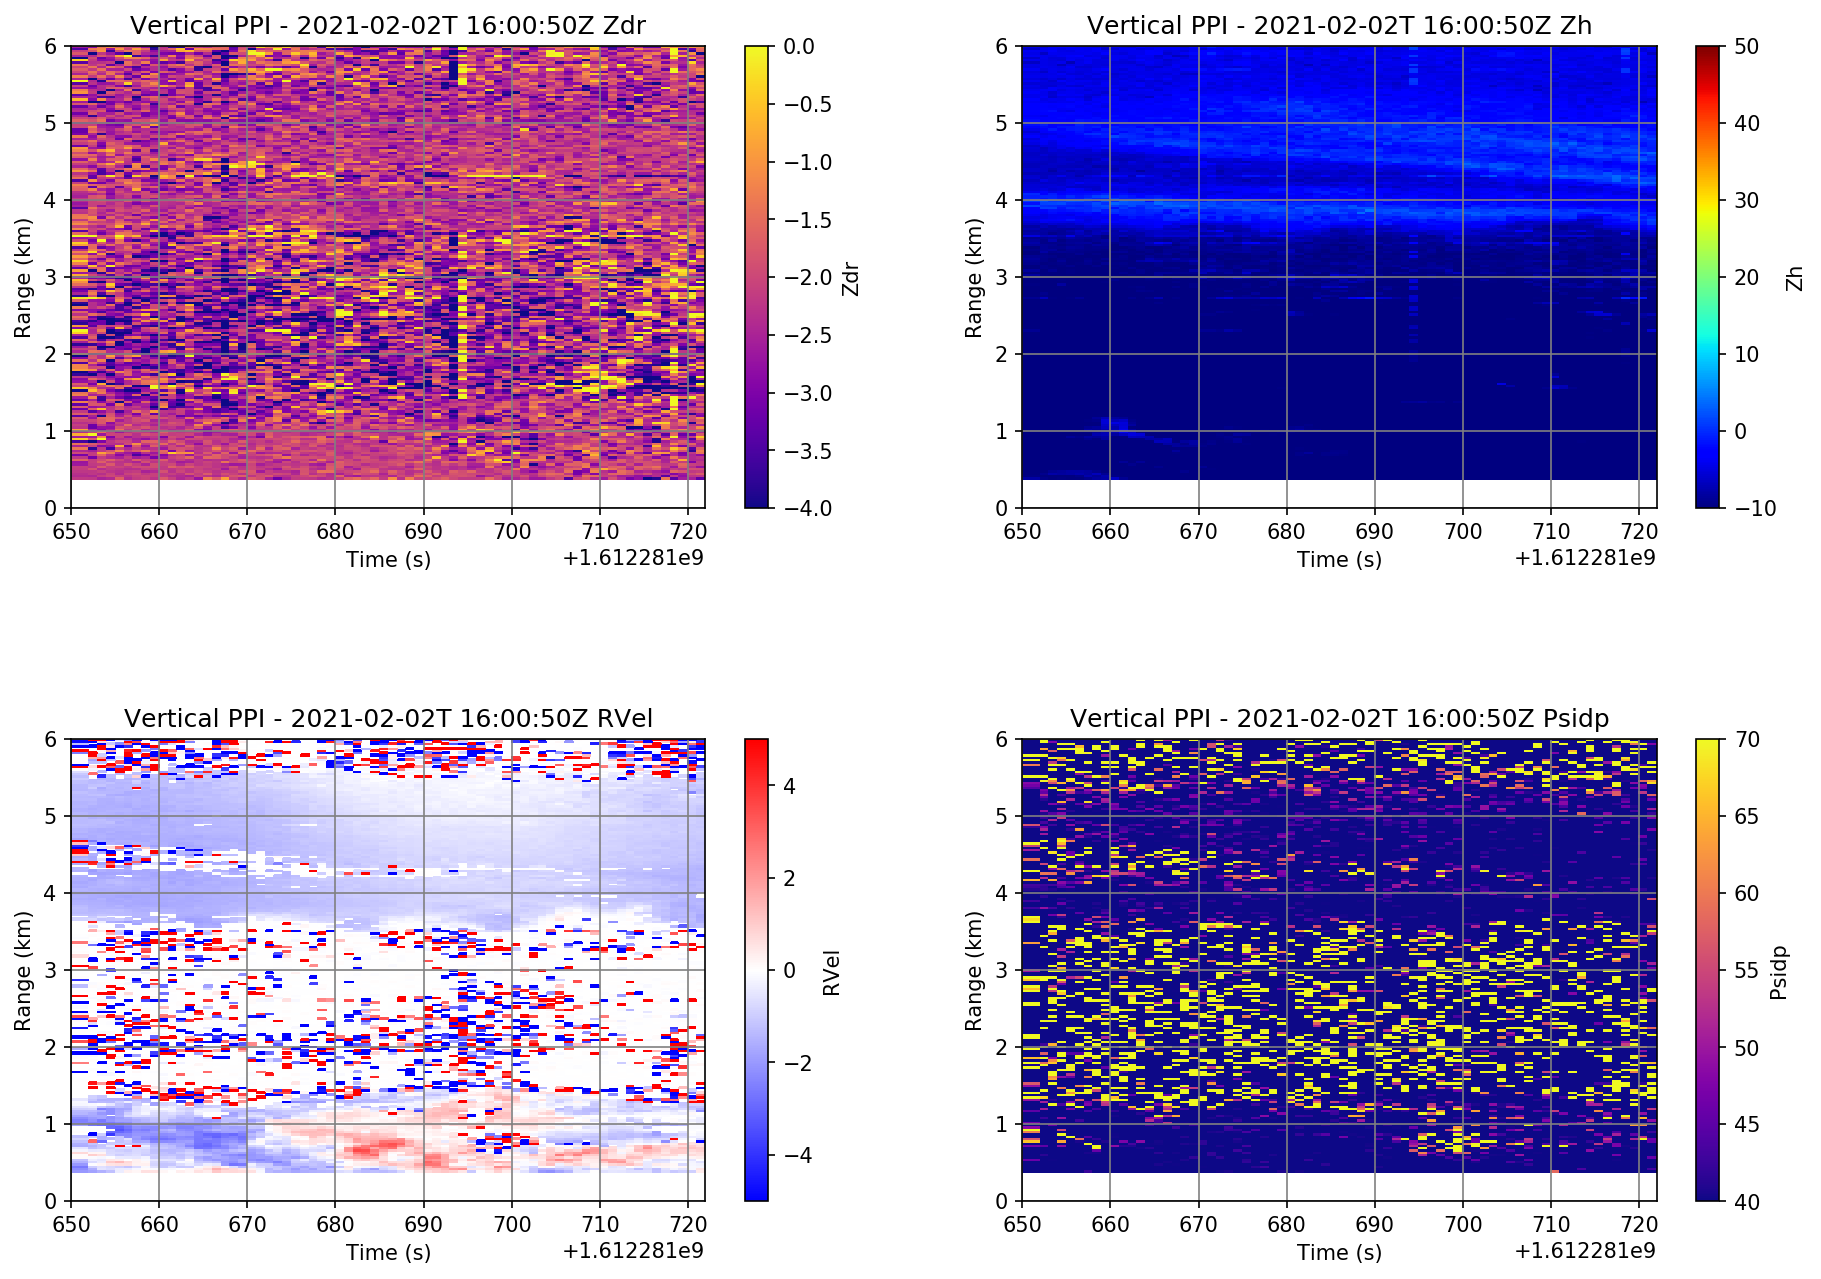 Vertical PPI - 2021-02-02T 16:00:50Z Zdr
6
5
4
3
2
1
0
Range (km)
650 660 670 680 690 700 710 720
Time (s)
+1.612281e9
0.0
−0.5
−1.0
−1.5
−2.0
−2.5
−3.0
−3.5
−4.0
Zdr
Vertical PPI - 2021-02-02T 16:00:50Z Zh
6
5
4
3
2
1
0
Range (km)
650 660 670 680 690 700 710 720
Time (s)
+1.612281e9
50
40
30
20
10
0
−10
Zh
Vertical PPI - 2021-02-02T 16:00:50Z RVel
6
5
4
3
2
1
0
Range (km)
650 660 670 680 690 700 710 720
Time (s)
+1.612281e9
4
2
0
−2
−4
RVel
Vertical PPI - 2021-02-02T 16:00:50Z Psidp
6
5
4
3
2
1
0
Range (km)
650 660 670 680 690 700 710 720
Time (s)
+1.612281e9
70
65
60
55
50
45
40
Psidp